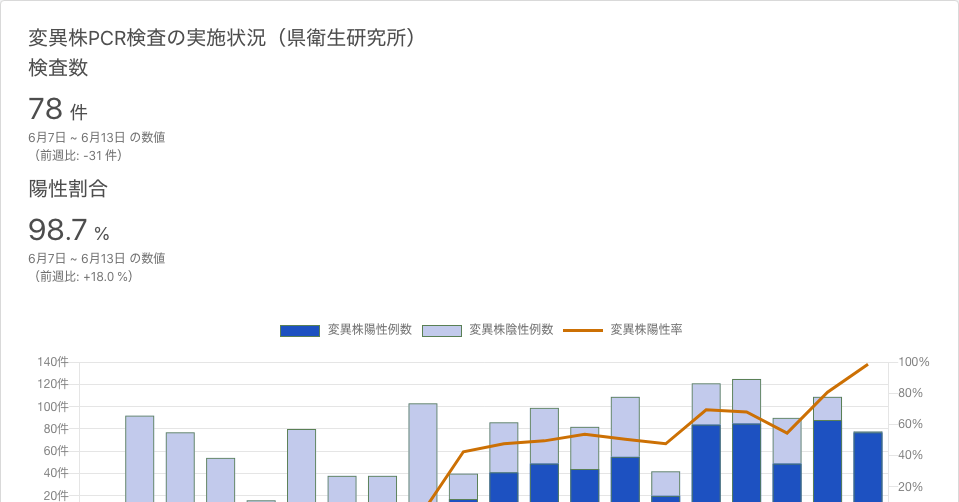 変異株PCR検査の実施状況（県衛生研究所）
検査数
78 件
6月7日 ~ 6月13日 の数値
（前週比: -31 件）
陽性割合
98.7 %
6月7日 ~ 6月13日 の数値
（前週比: +18.0 %）
変異株陽性例数 変異株陰性例数 変異株陽性率
140件 100%
120件 80%
100件
80件 60%
60件 40%
40件
20件 20%